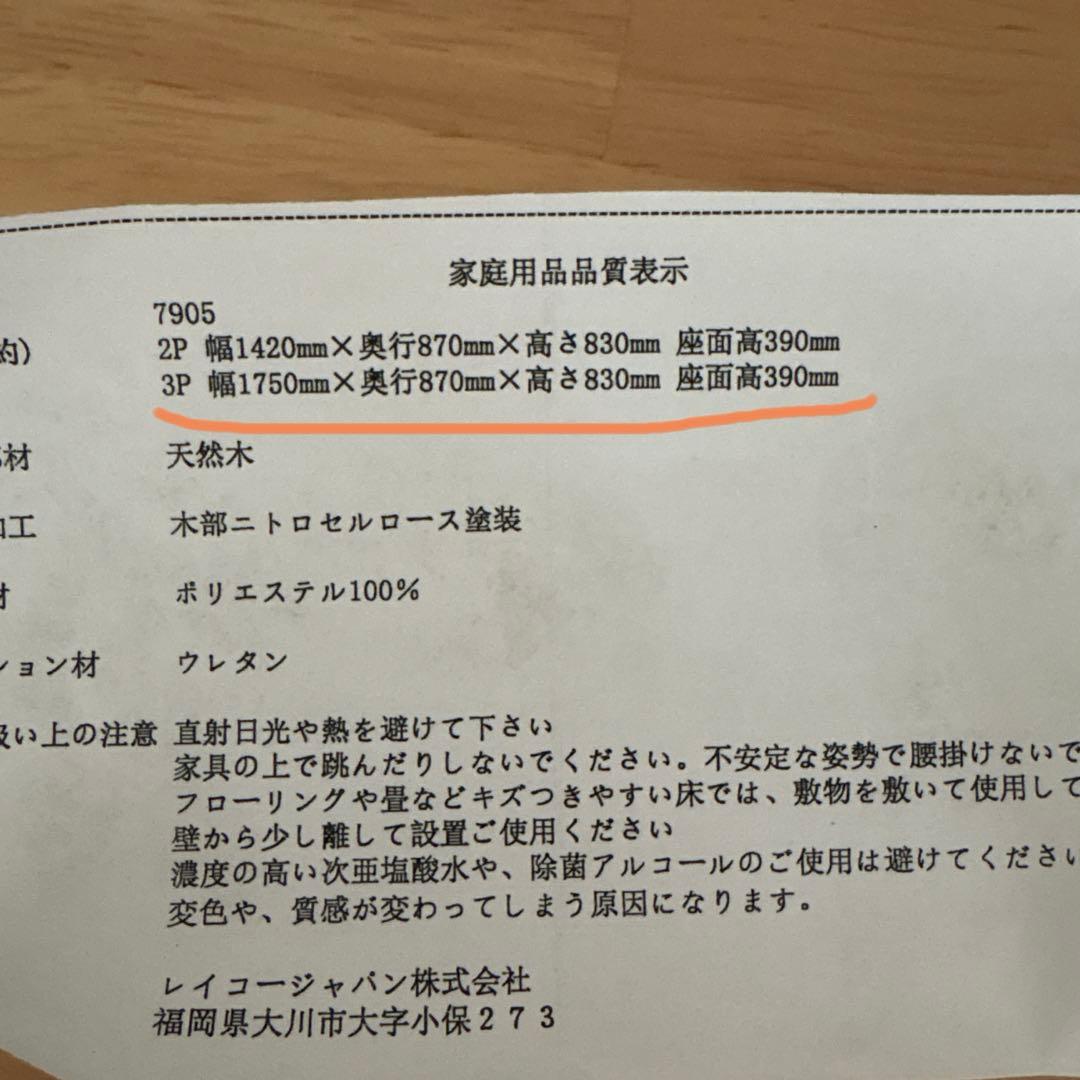 家庭用品品質表示
7905
約) 2P 幅1420mm×奥行870mm×高さ830mm 座面高390mm
3P 幅1750mm×奥行870mm×高さ830mm 座面高390mm
材 天然木
加工 木部ニトロセルロース塗装
材 ポリエステル100%
ション材 ウレタン
扱い上の注意 直射日光や熱を避けて下さい
家具の上で跳んだりしないでください。不安定な姿勢で腰掛けないで
フローリングや畳などキズつきやすい床では、敷物を敷いて使用して
壁から少し離して設置ご使用ください
濃度の高い次亜塩酸水や、除菌アルコールのご使用は避けてください
変色や、質感が変わってしまう原因になります。
レイコージャパン株式会社
福岡県大川市大字小保273